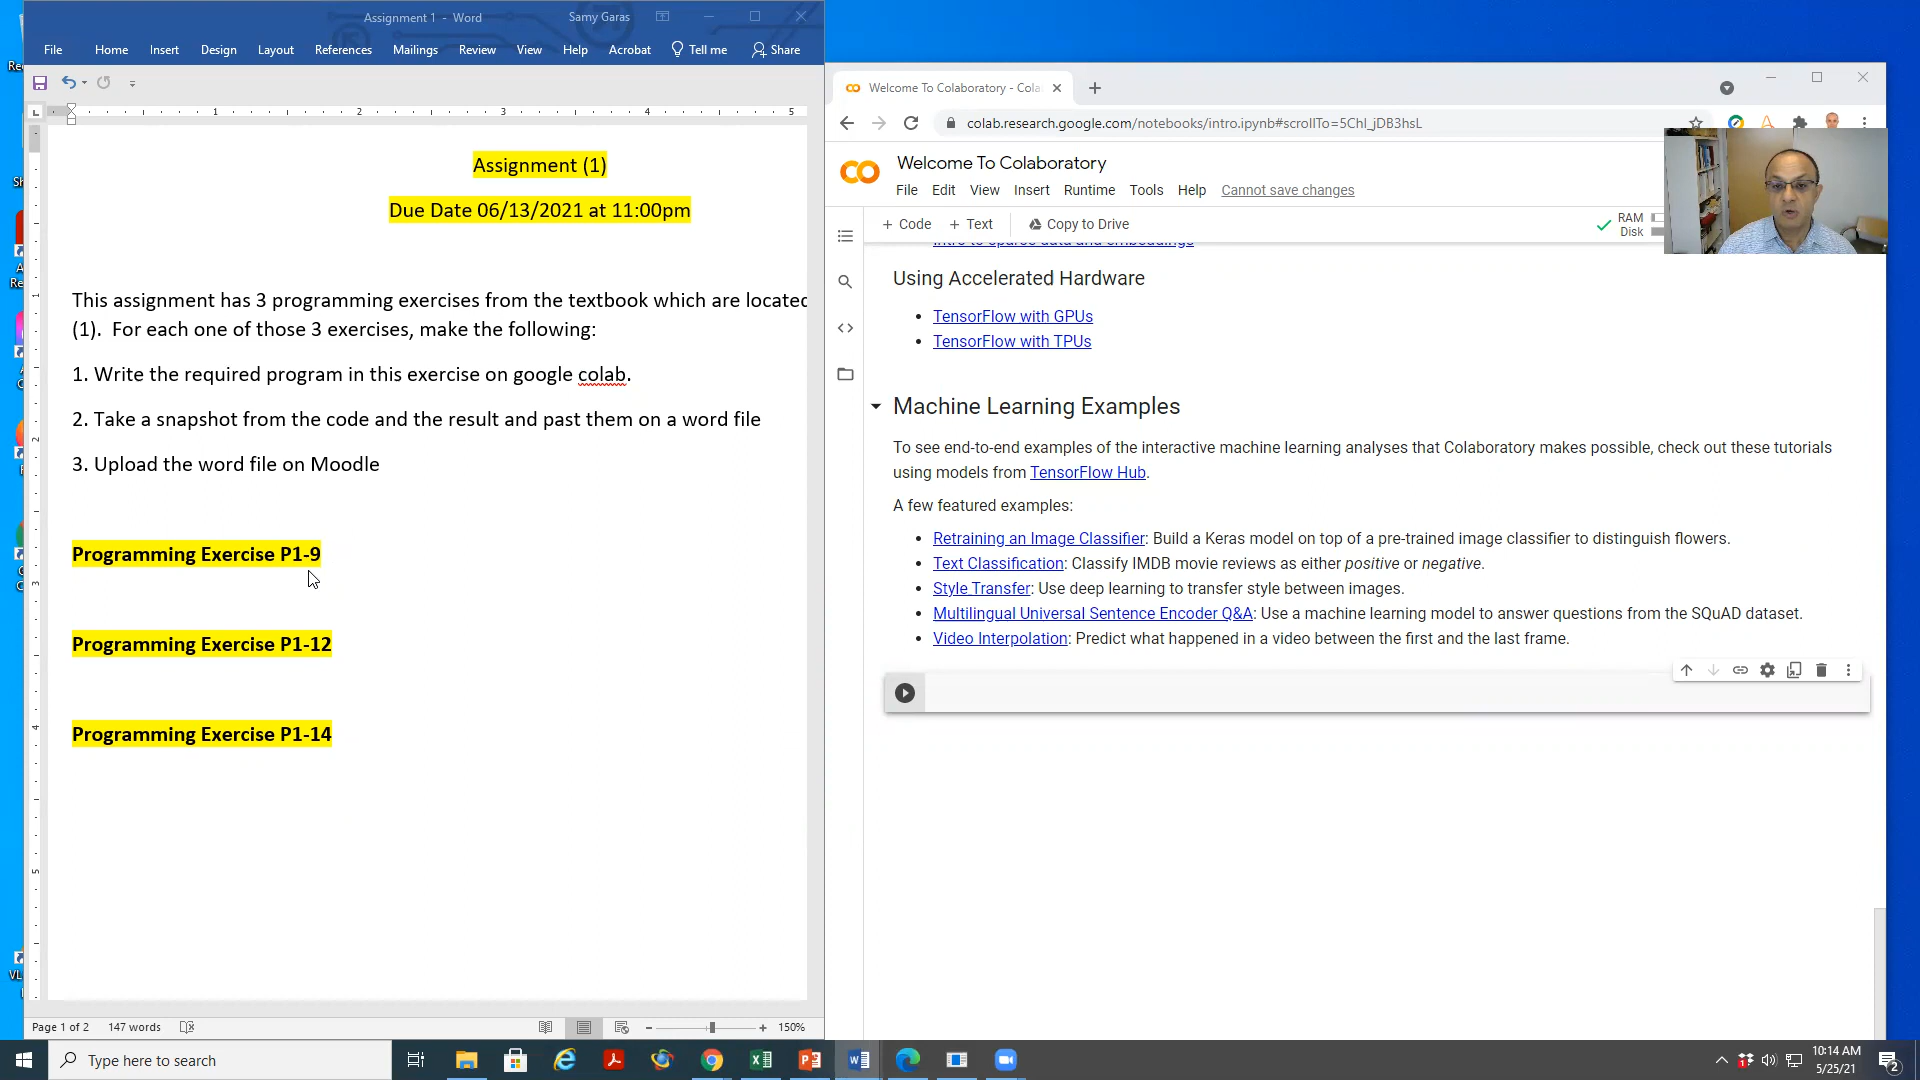 Assignment 1 - Word
Samy Garas
File Home Insert Design Layout References Mailings Review View Help Acrobat Tell me Share
1 2 3 4 5
Assignment (1)
Due Date 06/13/2021 at 11:00pm
This assignment has 3 programming exercises from the textbook which are located
(1). For each one of those 3 exercises, make the following:
1. Write the required program in this exercise on google colab.
2. Take a snapshot from the code and the result and past them on a word file
3. Upload the word file on Moodle
Programming Exercise P1-9
Programming Exercise P1-12
Programming Exercise P1-14
Page 1 of 2 147 words
150%
Welcome To Colaboratory - Cola
colab.research.google.com/notebooks/intro.ipynb#scrollTo=5Chl_jDB3hsL
Welcome To Colaboratory
File Edit View Insert Runtime Tools Help Cannot save changes
+ Code + Text Copy to Drive
RAM
Disk
Intro to sparse data and embeddings
Using Accelerated Hardware
• TensorFlow with GPUs
• TensorFlow with TPUs
Machine Learning Examples
To see end-to-end examples of the interactive machine learning analyses that Colaboratory makes possible, check out these tutorials
using models from TensorFlow Hub.
A few featured examples:
• Retraining an Image Classifier: Build a Keras model on top of a pre-trained image classifier to distinguish flowers.
• Text Classification: Classify IMDB movie reviews as either positive or negative.
• Style Transfer: Use deep learning to transfer style between images.
• Multilingual Universal Sentence Encoder Q&A: Use a machine learning model to answer questions from the SQuAD dataset.
• Video Interpolation: Predict what happened in a video between the first and the last frame.
Type here to search
10:14 AM
5/25/21
2